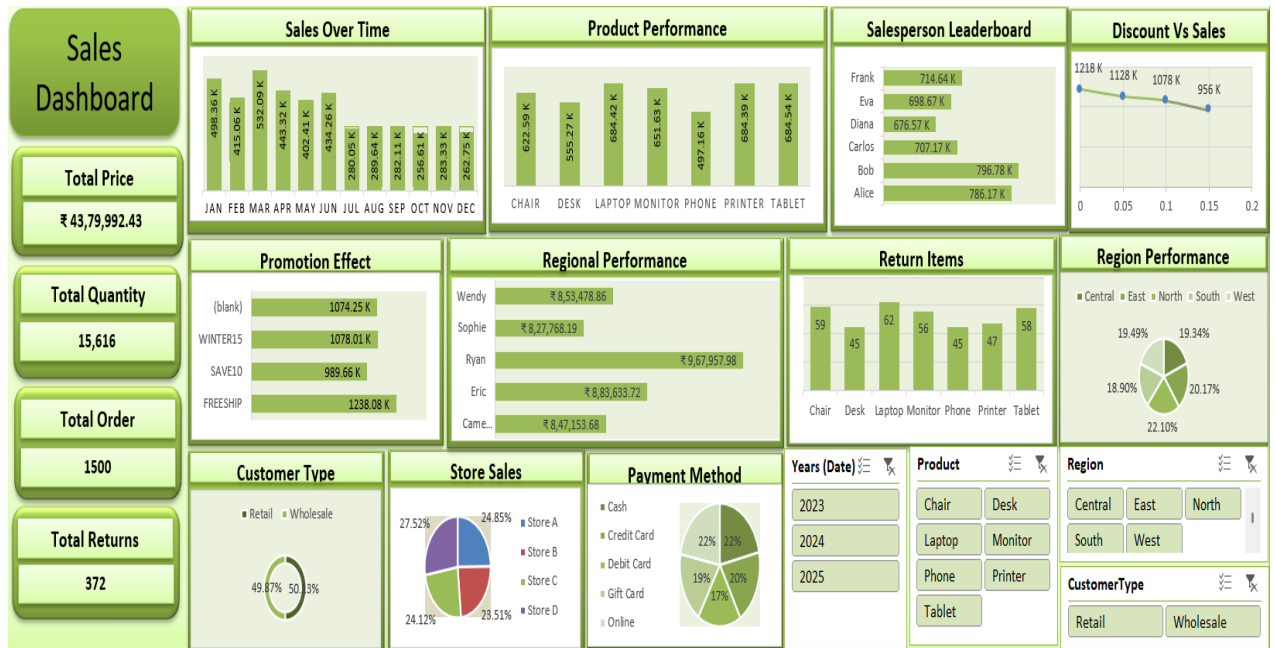 Sales
Dashboard
Total Price
₹ 43,79,992.43
Total Quantity
15,616
Total Order
1500
Total Returns
372
Sales Over Time
498.36 K
415.06 K
532.09 K
443.32 K
402.41 K
434.26 K
280.05 K
289.64 K
282.11 K
256.61 K
283.33 K
262.75 K
JAN FEB MAR APR MAY JUN JUL AUG SEP OCT NOV DEC
Product Performance
622.59 K
555.27 K
684.42 K
651.63 K
497.16 K
684.39 K
684.54 K
CHAIR DESK LAPTOP MONITOR PHONE PRINTER TABLET
Salesperson Leaderboard
Frank 714.64 K
Eva 698.67 K
Diana 676.57 K
Carlos 707.17 K
Bob 796.78 K
Alice 786.17 K
Discount Vs Sales
1218 K 1128 K 1078 K 956 K
0 0.05 0.1 0.15 0.2
Promotion Effect
(blank) 1074.25 K
WINTER15 1078.01 K
SAVE10 989.66 K
FREESHIP 1238.08 K
Regional Performance
Wendy ₹ 8,53,478.86
Sophie ₹ 8,27,768.19
Ryan ₹ 9,67,957.98
Eric ₹ 8,83,633.72
Came... ₹ 8,47,153.68
Return Items
59 45 62 56 45 47 58
Chair Desk Laptop Monitor Phone Printer Tablet
Region Performance
Central East North South West
19.49% 19.34%
18.90% 20.17%
22.10%
Customer Type
Retail Wholesale
49.87% 50.13%
Store Sales
27.52% 24.85%
24.12% 23.51%
Store A
Store B
Store C
Store D
Payment Method
Cash
Credit Card
Debit Card
Gift Card
Online
22% 22%
19% 20%
17%
Years (Date)
2023
2024
2025
Product
Chair Desk
Laptop Monitor
Phone Printer
Tablet
Region
Central East North
South West
CustomerType
Retail Wholesale